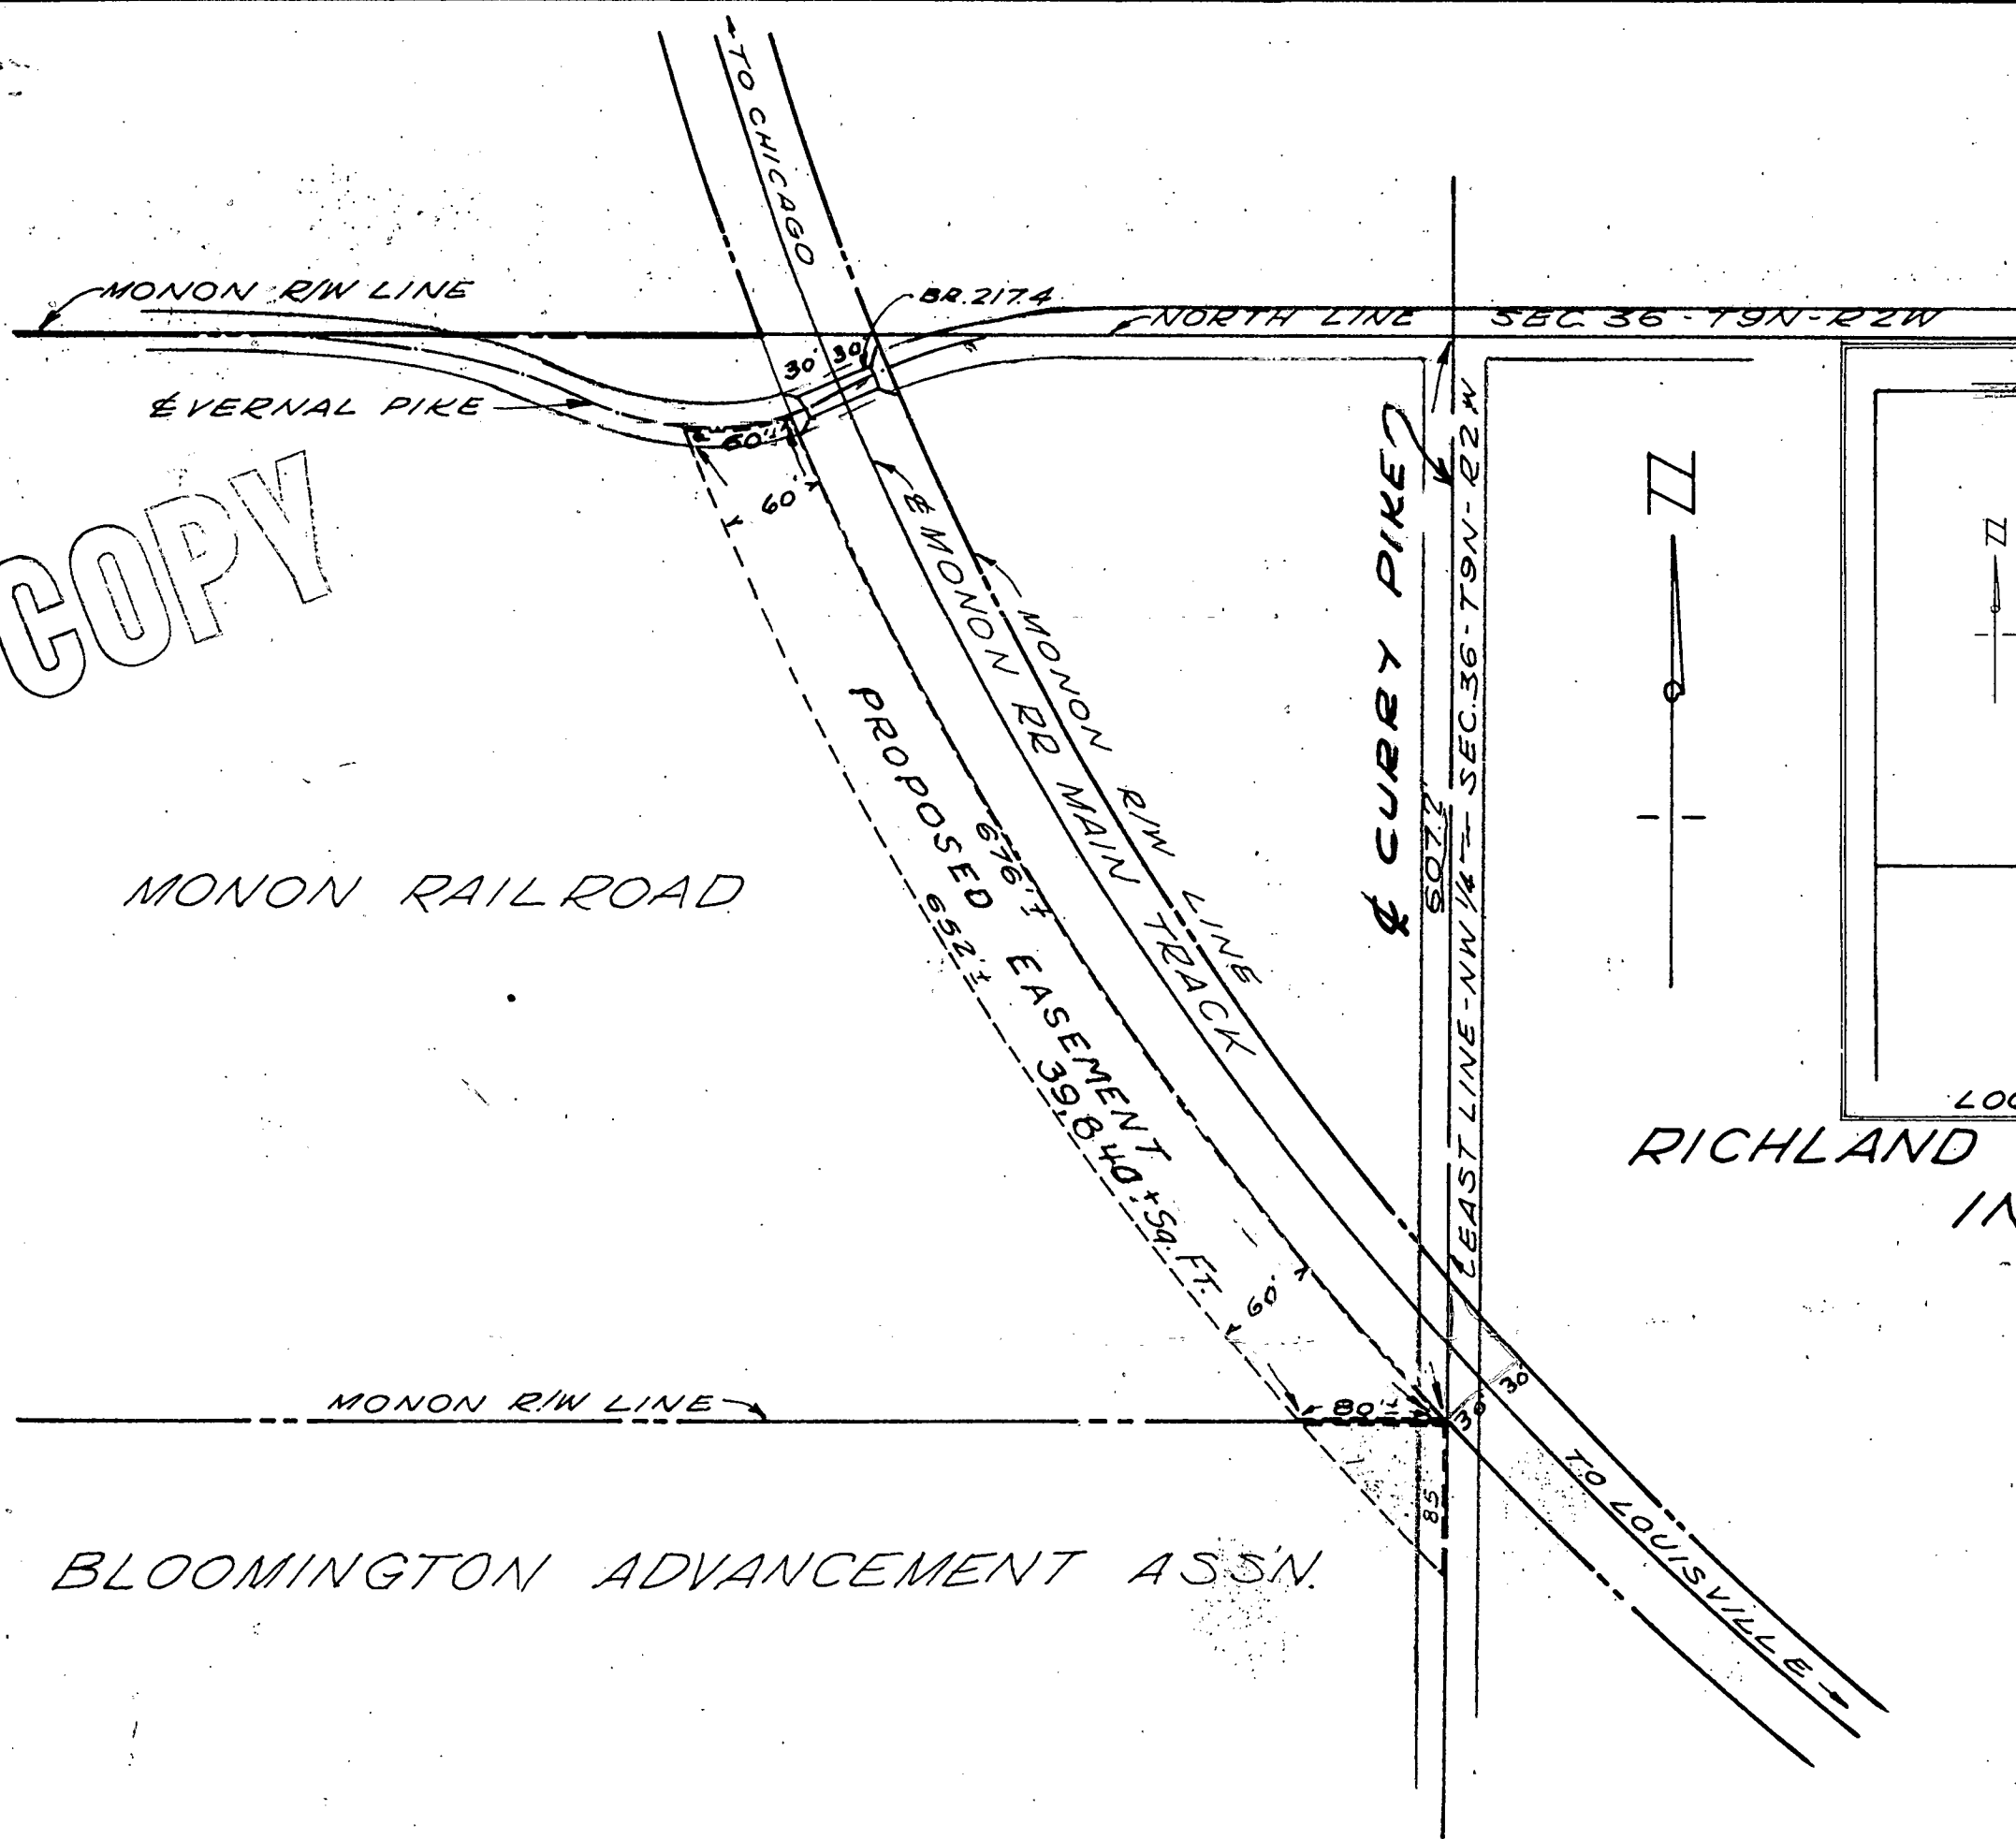 TO CHICAGO
MONON R/W LINE
BR. 217.4
NORTH LINE SEC. 36 - T9N - R2W
30' 30'
℄ VERNAL PIKE
60'±
60'
COPY
℄ MONON RR MAIN TRACK
MONON R/W LINE
℄ CURRY PIKE
607.2'
EAST LINE - NW 1/4 - SEC. 36 - T9N - R2W
N
N
PROPOSED EASEMENT
39,840± Sq. Ft.
676'±
652'±
MONON RAILROAD
RICHLAND
60'
MONON R/W LINE
80'±
30'
30
85
TO LOUISVILLE
BLOOMINGTON ADVANCEMENT ASS'N.